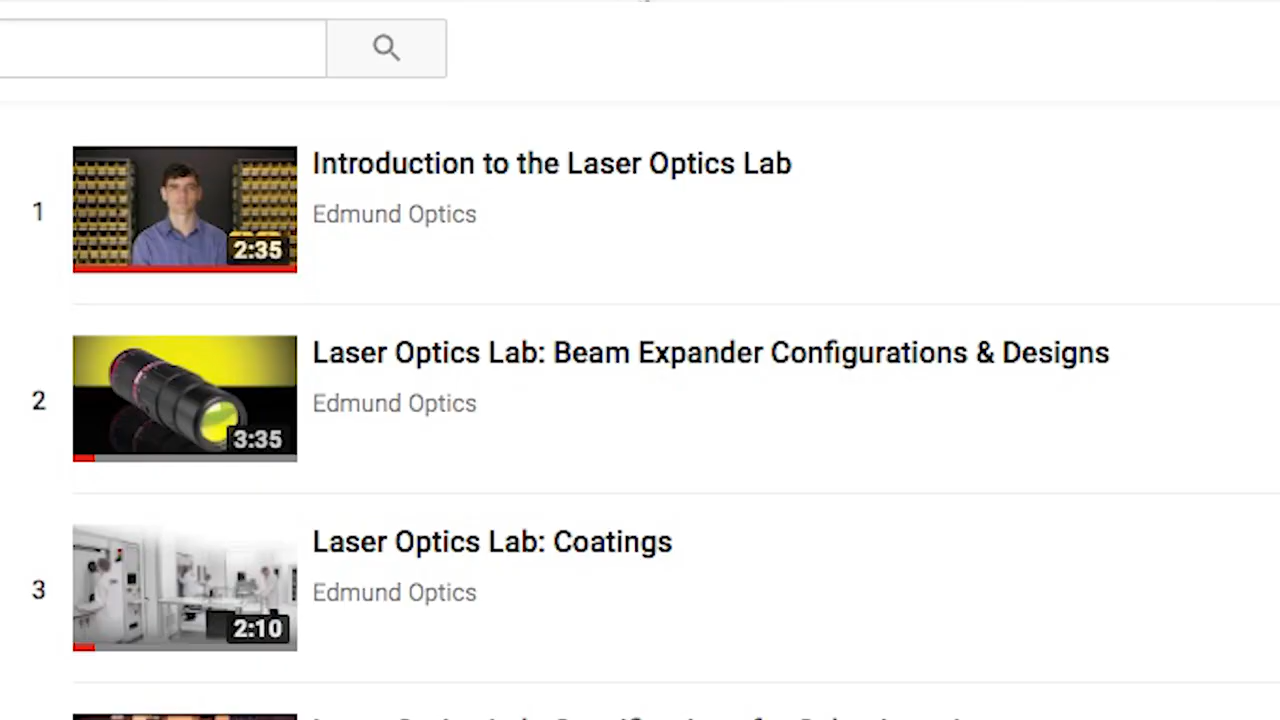 Introduction to the Laser Optics Lab
1
Edmund Optics
2:35
Laser Optics Lab: Beam Expander Configurations & Designs
2
Edmund Optics
3:35
Laser Optics Lab: Coatings
3
Edmund Optics
2:10